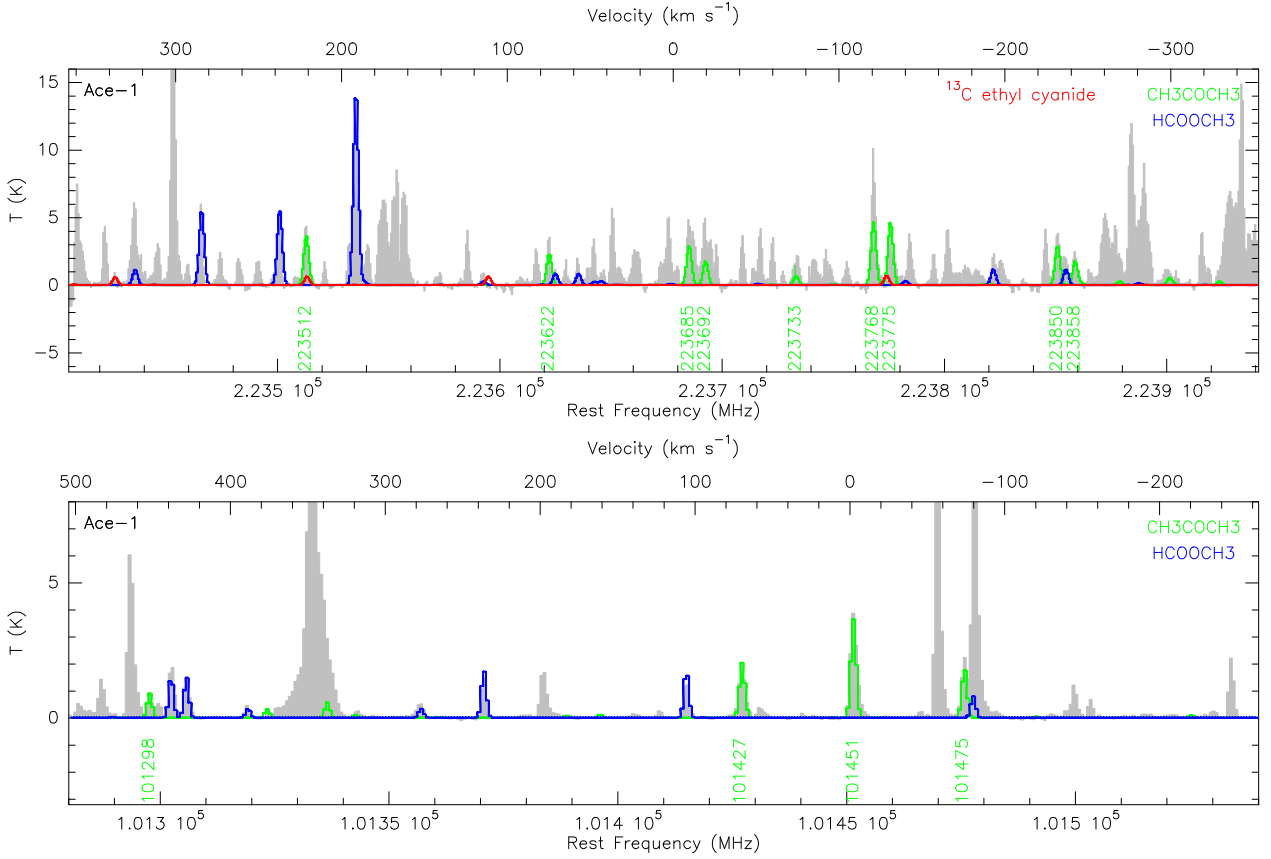 Velocity (km s⁻¹)
300 200 100 0 −100 −200 −300
15 Ace−1 ¹³C ethyl cyanide CH3COCH3
HCOOCH3
10
T (K)
5
0
−5
223512 223622 223685 223692 223733 223768 223775 223850 223858
2.235 10⁵ 2.236 10⁵ 2.237 10⁵ 2.238 10⁵ 2.239 10⁵
Rest Frequency (MHz)
Velocity (km s⁻¹)
500 400 300 200 100 0 −100 −200
Ace−1 CH3COCH3
HCOOCH3
5
T (K)
0
101298 101427 101451 101475
1.013 10⁵ 1.0135 10⁵ 1.014 10⁵ 1.0145 10⁵ 1.015 10⁵
Rest Frequency (MHz)